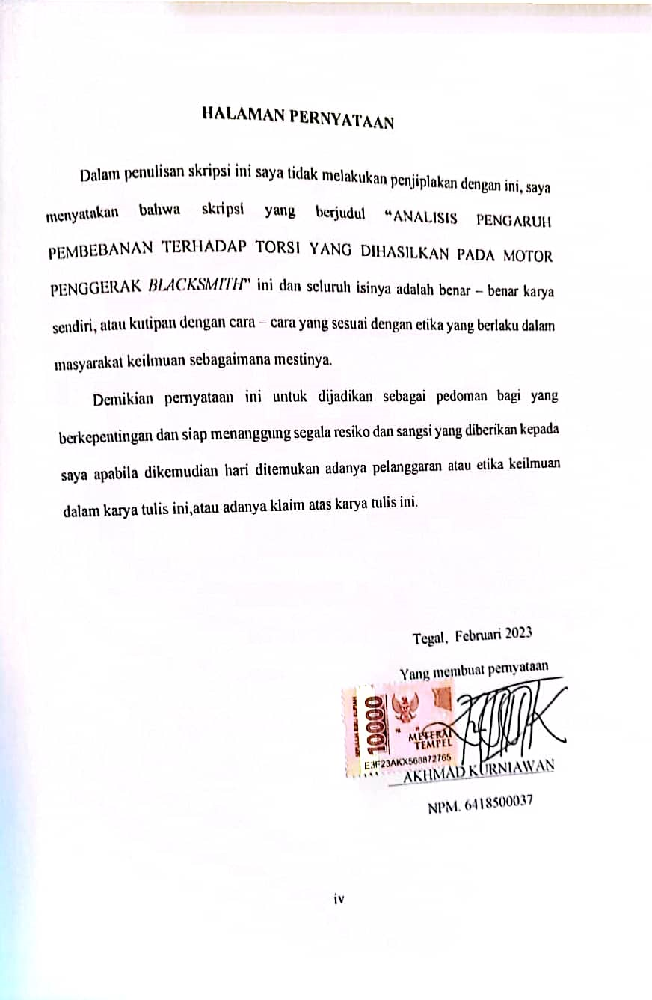 HALAMAN PERNYATAAN
Dalam penulisan skripsi ini saya tidak melakukan penjiplakan dengan ini, saya
menyatakan bahwa skripsi yang berjudul “ANALISIS PENGARUH
PEMBEBANAN TERHADAP TORSI YANG DIHASILKAN PADA MOTOR
PENGGERAK BLACKSMITH” ini dan seluruh isinya adalah benar – benar karya
sendiri, atau kutipan dengan cara – cara yang sesuai dengan etika yang berlaku dalam
masyarakat keilmuan sebagaimana mestinya.
Demikian pernyataan ini untuk dijadikan sebagai pedoman bagi yang
berkepentingan dan siap menanggung segala resiko dan sangsi yang diberikan kepada
saya apabila dikemudian hari ditemukan adanya pelanggaran atau etika keilmuan
dalam karya tulis ini,atau adanya klaim atas karya tulis ini.
Tegal, Februari 2023
Yang membuat pernyataan
10000
METERAI
TEMPEL
E3F23AKX568872765
AKHMAD KURNIAWAN
NPM. 6418500037
iv